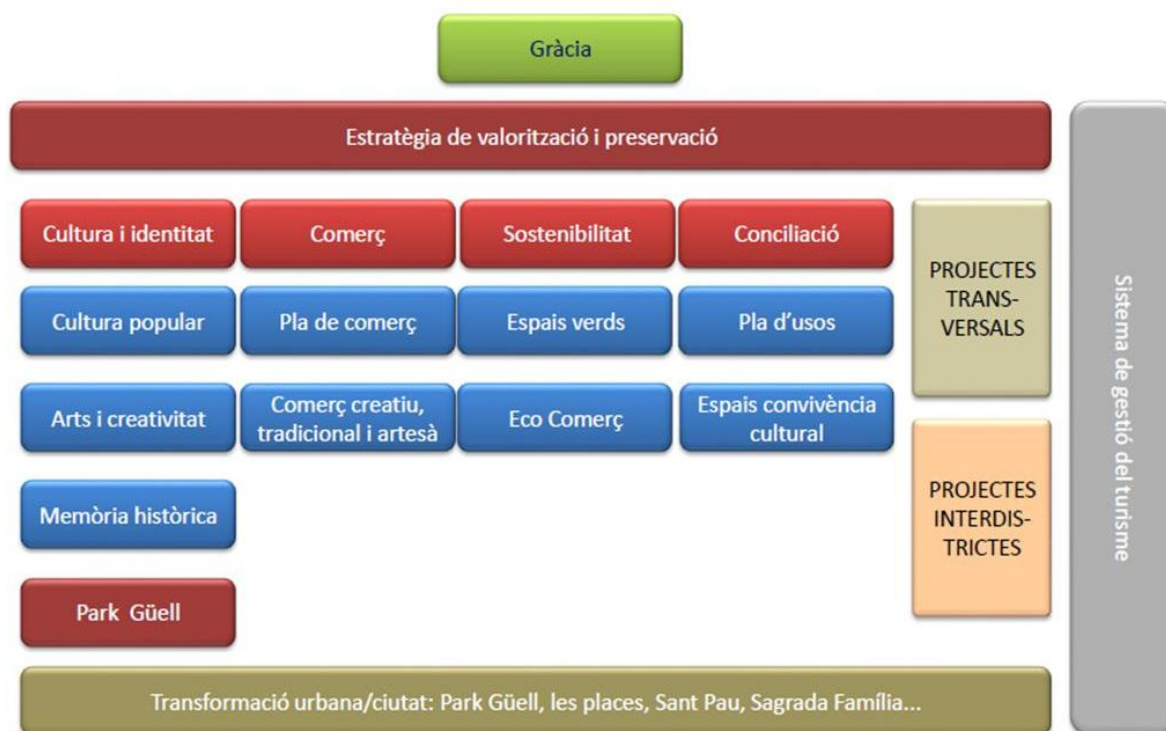 Gràcia
Estratègia de valorització i preservació
Cultura i identitat
Comerç
Sostenibilitat
Conciliació
Cultura popular
Pla de comerç
Espais verds
Pla d'usos
Arts i creativitat
Comerç creatiu,
tradicional i artesà
Eco Comerç
Espais convivència
cultural
Memòria històrica
Park Güell
PROJECTES
TRANS-
VERSALS
PROJECTES
INTERDIS-
TRICTES
Transformació urbana/ciutat: Park Güell, les places, Sant Pau, Sagrada Família...
Sistema de gestió del turisme